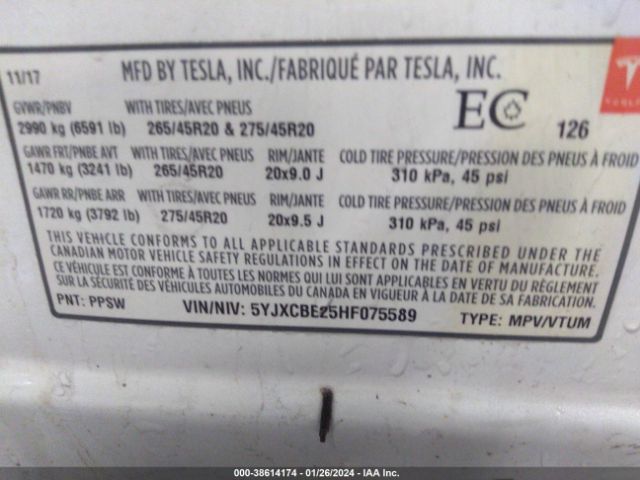 11/17 MFD BY TESLA, INC./FABRIQUÉ PAR TESLA, INC.
GVWR/PNBV WITH TIRES/AVEC PNEUS
2990 kg (6591 lb) 265/45R20 & 275/45R20 EC 126
GAWR FRT/PNBE AVT WITH TIRES/AVEC PNEUS RIM/JANTE COLD TIRE PRESSURE/PRESSION DES PNEUS À FROID
1470 kg (3241 lb) 265/45R20 20x9.0 J 310 kPa, 45 psi
GAWR RR/PNBE ARR WITH TIRES/AVEC PNEUS RIM/JANTE COLD TIRE PRESSURE/PRESSION DES PNEUS À FROID
1720 kg (3792 lb) 275/45R20 20x9.5 J 310 kPa, 45 psi
THIS VEHICLE CONFORMS TO ALL APPLICABLE STANDARDS PRESCRIBED UNDER THE
CANADIAN MOTOR VEHICLE SAFETY REGULATIONS IN EFFECT ON THE DATE OF MANUFACTURE
CE VÉHICULE EST CONFORME À TOUTES LES NORMES QUI LUI SONT APPLICABLES EN VERTU DU RÈGLEMENT
SUR LA SÉCURITÉ DES VÉHICULES AUTOMOBILES DU CANADA EN VIGUEUR À LA DATE DE SA FABRICATION.
PNT: PPSW VIN/NIV: 5YJXCBE25HF075589 TYPE: MPV/VTUM
000-38614174 | 01/26/2024 - IAA Inc.